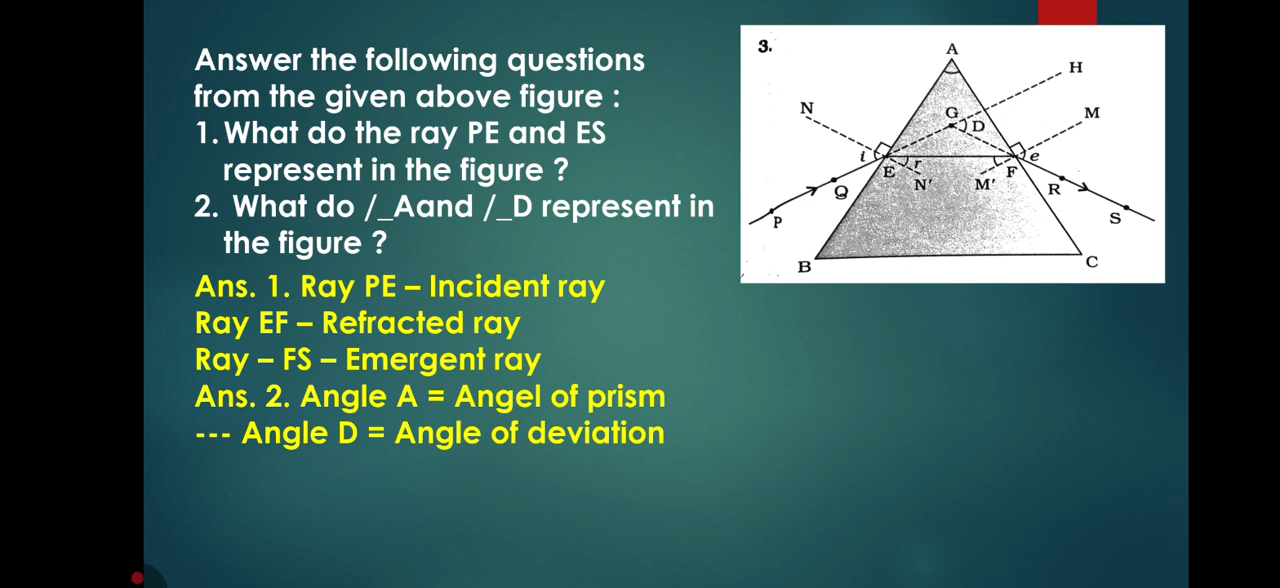 Answer the following questions
from the given above figure :
1. What do the ray PE and ES
represent in the figure ?
2. What do /_Aand /_D represent in
the figure ?
Ans. 1. Ray PE – Incident ray
Ray EF – Refracted ray
Ray – FS – Emergent ray
Ans. 2. Angle A = Angel of prism
--- Angle D = Angle of deviation
3.
A
H
N
G
D
M
i
E
r
N'
M'
F
e
P
Q
R
S
B
C